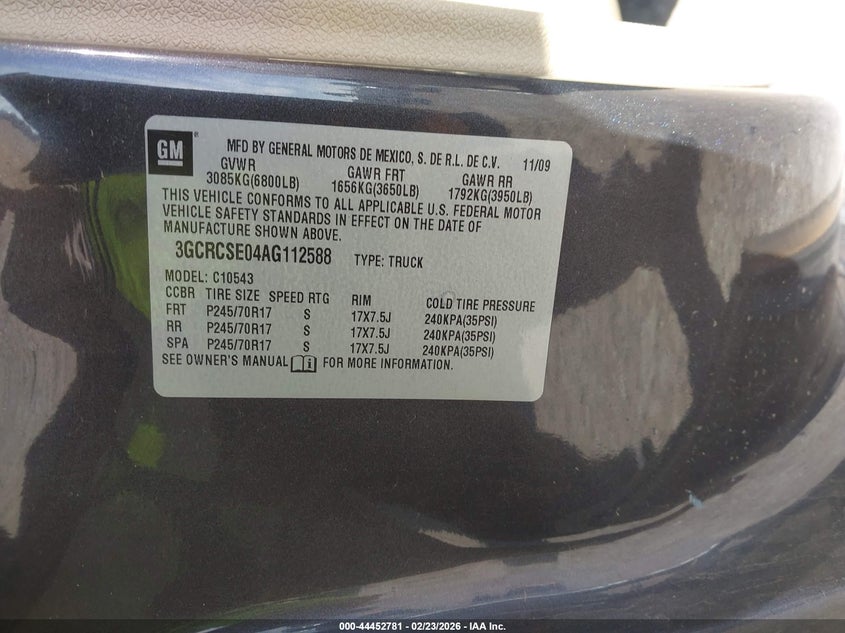 GM ®
MFD BY GENERAL MOTORS DE MEXICO, S. DE R.L. DE C.V. 11/09
GVWR GAWR FRT GAWR RR
3085KG(6800LB) 1656KG(3650LB) 1792KG(3950LB)
THIS VEHICLE CONFORMS TO ALL APPLICABLE U.S. FEDERAL MOTOR
VEHICLE SAFETY STANDARDS IN EFFECT ON THE DATE OF
MANUFACTURE SHOWN ABOVE.
3GCRCSE04AG112588 TYPE: TRUCK
MODEL: C10543
CCBR TIRE SIZE SPEED RTG RIM COLD TIRE PRESSURE
FRT P245/70R17 S 17X7.5J 240KPA(35PSI)
RR P245/70R17 S 17X7.5J 240KPA(35PSI)
SPA P245/70R17 S 17X7.5J 240KPA(35PSI)
SEE OWNER'S MANUAL FOR MORE INFORMATION.
000-44452781 - 02/23/2026 - IAA Inc.